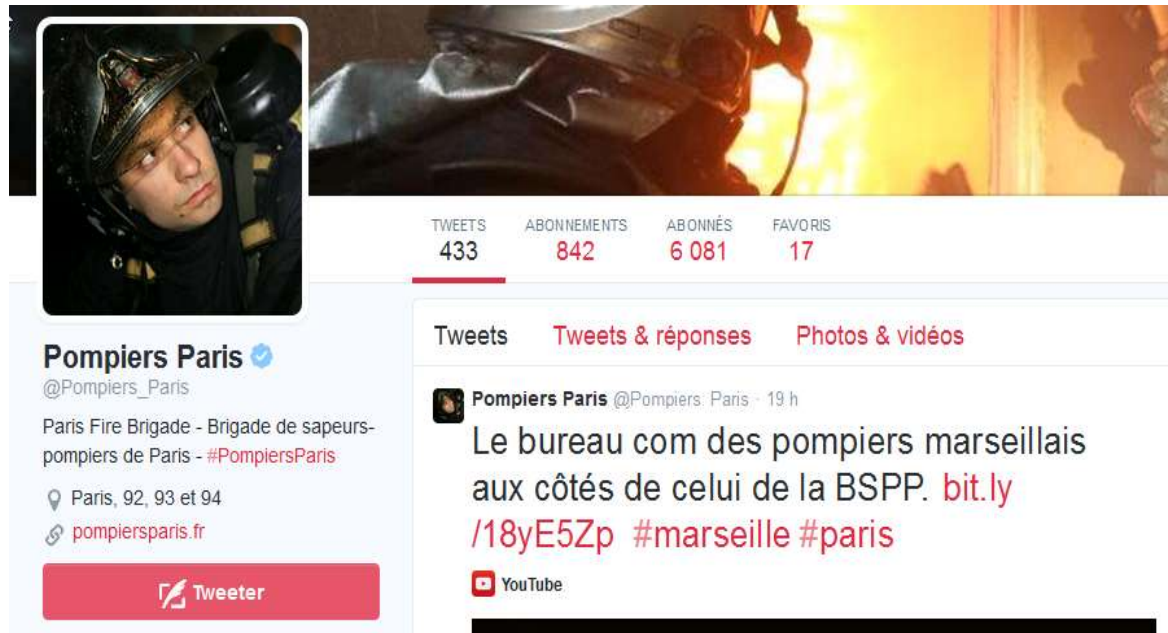 TWEETS ABONNEMENTS ABONNÉS FAVORIS
433 842 6 081 17
Tweets Tweets & réponses Photos & vidéos
Pompiers Paris
@Pompiers_Paris
Paris Fire Brigade - Brigade de sapeurs-
pompiers de Paris - #PompiersParis
Paris, 92, 93 et 94
pompiersparis.fr
Tweeter
Pompiers Paris @Pompiers_Paris · 19 h
Le bureau com des pompiers marseillais
aux côtés de celui de la BSPP. bit.ly
/18yE5Zp #marseille #paris
YouTube